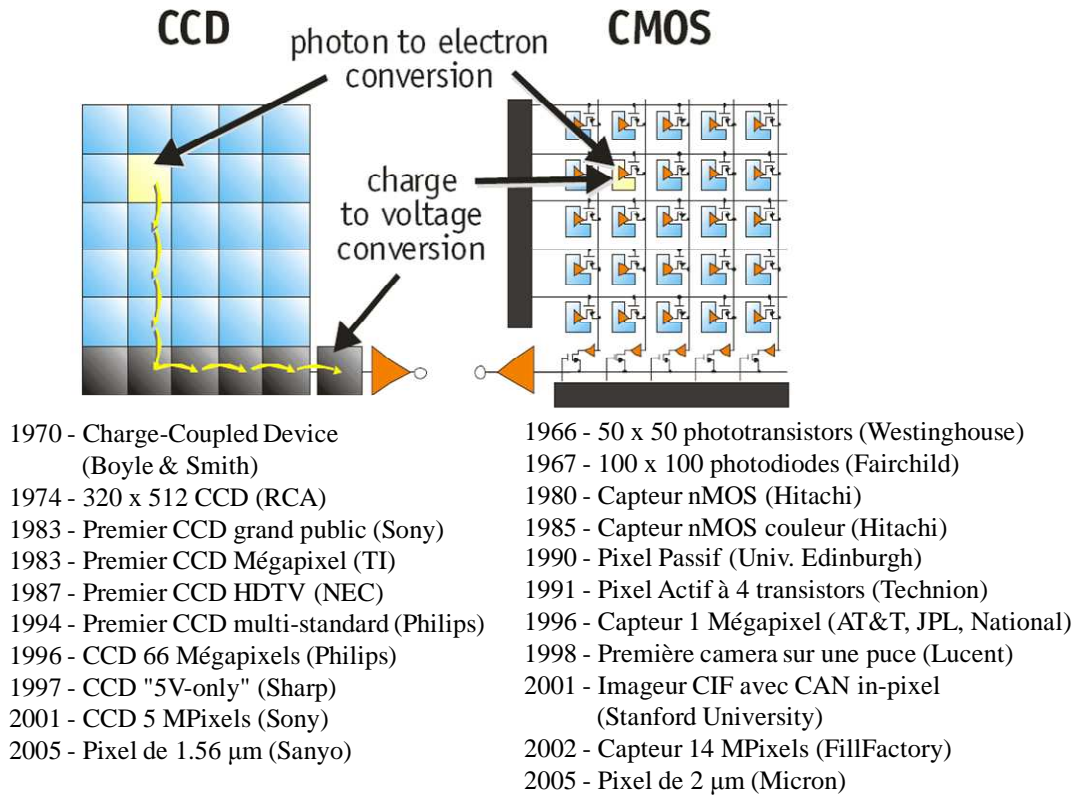 CCD
CMOS
photon to electron
conversion
charge
to voltage
conversion
1970 - Charge-Coupled Device
(Boyle & Smith)
1974 - 320 x 512 CCD (RCA)
1983 - Premier CCD grand public (Sony)
1983 - Premier CCD Mégapixel (TI)
1987 - Premier CCD HDTV (NEC)
1994 - Premier CCD multi-standard (Philips)
1996 - CCD 66 Mégapixels (Philips)
1997 - CCD "5V-only" (Sharp)
2001 - CCD 5 MPixels (Sony)
2005 - Pixel de 1.56 μm (Sanyo)
1966 - 50 x 50 phototransistors (Westinghouse)
1967 - 100 x 100 photodiodes (Fairchild)
1980 - Capteur nMOS (Hitachi)
1985 - Capteur nMOS couleur (Hitachi)
1990 - Pixel Passif (Univ. Edinburgh)
1991 - Pixel Actif à 4 transistors (Technion)
1996 - Capteur 1 Mégapixel (AT&T, JPL, National)
1998 - Première camera sur une puce (Lucent)
2001 - Imageur CIF avec CAN in-pixel
(Stanford University)
2002 - Capteur 14 MPixels (FillFactory)
2005 - Pixel de 2 μm (Micron)